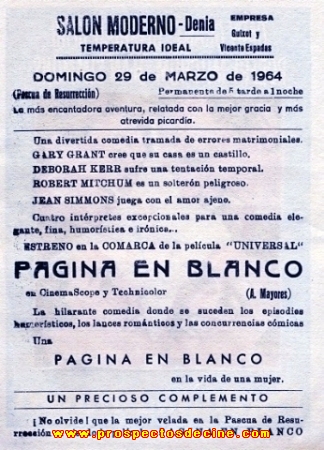 SALON MODERNO - Denia
EMPRESA
Gotzot y
Vicente Espadas
TEMPERATURA IDEAL
DOMINGO 29 de MARZO de 1964
(Pascua de Resurrección) Permanente de 5 tarde a 1 noche
La más encantadora aventura, relatada con la mejor gracia y más
atrevida picardía.
Una divertida comedia tramada de errores matrimoniales.
GARY GRANT cree que su casa es un castillo.
DEBORAH KERR sufre una tentación temporal.
ROBERT MITCHUM es un solterón peligroso.
JEAN SIMMONS juega con el amor ajeno.
Cuatro intérpretes excepcionales para una comedia ele-
gante, fina, humorística e irónica..
ESTRENO en la COMARCA de la película "UNIVERSAL"
PAGINA EN BLANCO
en CinemaScope y Technicolor (A. Mayores)
La hilarante comedia donde se suceden los episodios
humorísticos, los lances románticos y las concurrencias cómicas
Una
PAGINA EN BLANCO
en la vida de una mujer.
UN PRECIOSO COMPLEMENTO
¡No olvide! que la mejor velada en la Pascua de Resu-
rrección
www.prospectosdecine.com
BLANCO